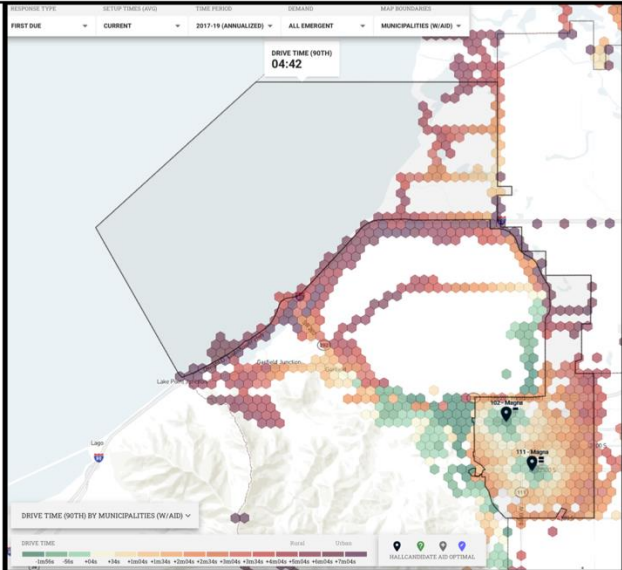 RESPONSE TYPE SETUP TIMES (AVG) TIME PERIOD DEMAND MAP BOUNDARIES
FIRST DUE CURRENT 2017-19 (ANNUALIZED) ALL EMERGENT MUNICIPALITIES (W/AID)
DRIVE TIME (90TH)
04:42
Garfield Junction
Lake Point Junction
102 - Magna
Lago
111 - Magna
111
DRIVE TIME (90TH) BY MUNICIPALITIES (W/AID)
DRIVE TIME Rural Urban
-1m56s -56s +04s +34s +1m04s +1m34s +2m04s +2m34s +3m04s +3m34s +4m04s +5m04s +6m04s +7m04s
HALL CANDIDATE AID OPTIMAL